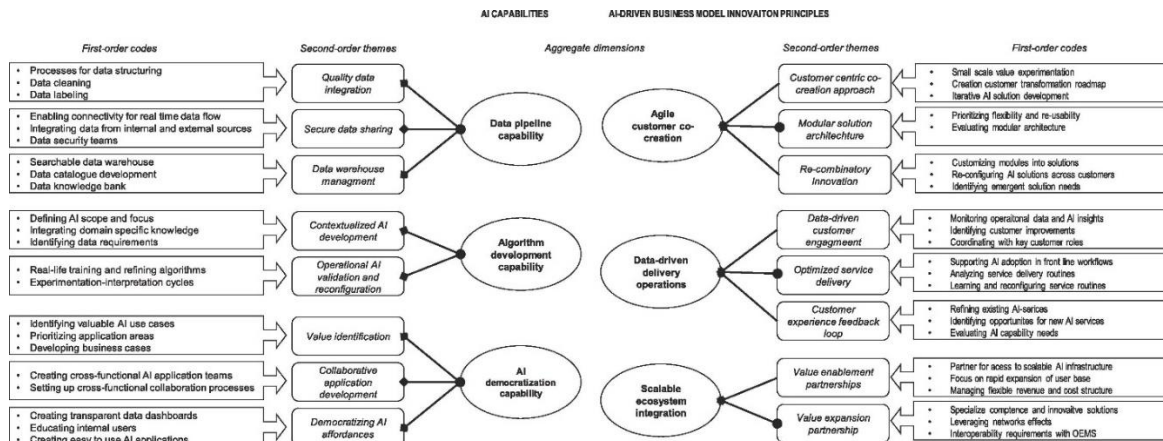 AI CAPABILITIES
AI-DRIVEN BUSINESS MODEL INNOVAITON PRINCIPLES
First-order codes
Second-order themes
Aggregate dimensions
Second-order themes
First-order codes
• Processes for data structuring
• Data cleaning
• Data labeling
Quality data
integration
• Enabling connectivity for real time data flow
• Integrating data from internal and external sources
• Data security teams
Secure data sharing
• Searchable data warehouse
• Data catalogue development
• Data knowledge bank
Data warehouse
managment
Data pipeline
capability
• Defining AI scope and focus
• Integrating domain specific knowledge
• Identifying data requirements
Contextualized AI
development
• Real-life training and refining algorithms
• Experimentation-interpretation cycles
Operational AI
validation and
reconfiguration
Algorithm
development
capability
• Identifying valuable AI use cases
• Prioritizing application areas
• Developing business cases
Value identification
• Creating cross-functional AI application teams
• Setting up cross-functional collaboration processes
Collaborative
application
development
• Creating transparent data dashboards
• Educating internal users
• Creating easy to use AI applications
Democratizing AI
affordances
AI
democratization
capability
Agile
customer co-
creation
Customer centric co-
creation approach
• Small scale value experimentation
• Creation customer transformation roadmap
• Iterative AI solution development
Modular solution
architechture
• Prioritizing flexibility and re-usability
• Evaluating modular architecture
Re-combinatory
Innovation
• Customizing modules into solutions
• Re-configuring AI solutions across customers
• Identifying emergent solution needs
Data-driven
delivery
operations
Data-driven
customer
engagmeent
• Monitoring operaitonal data and AI insights
• Identifying customer improvements
• Coordinating with key customer roles
Optimized service
delivery
• Supporting AI adoption in front line workflows
• Analyzing service delivery routines
• Learning and reconfiguring service routines
Customer
experience feedback
loop
• Refining existing AI-serices
• Identifying opportunites for new AI services
• Evaluating AI capability needs
Scalable
ecosystem
integration
Value enablement
partnerships
• Partner for acess to scalable AI infrastructure
• Focus on rapid expansion of user base
• Managing flexible revenue and cost structure
Value expansion
partnership
• Specialize comptence and innovaitve solutions
• Leveraging networks effects
• Interoperability requirements with OEMS